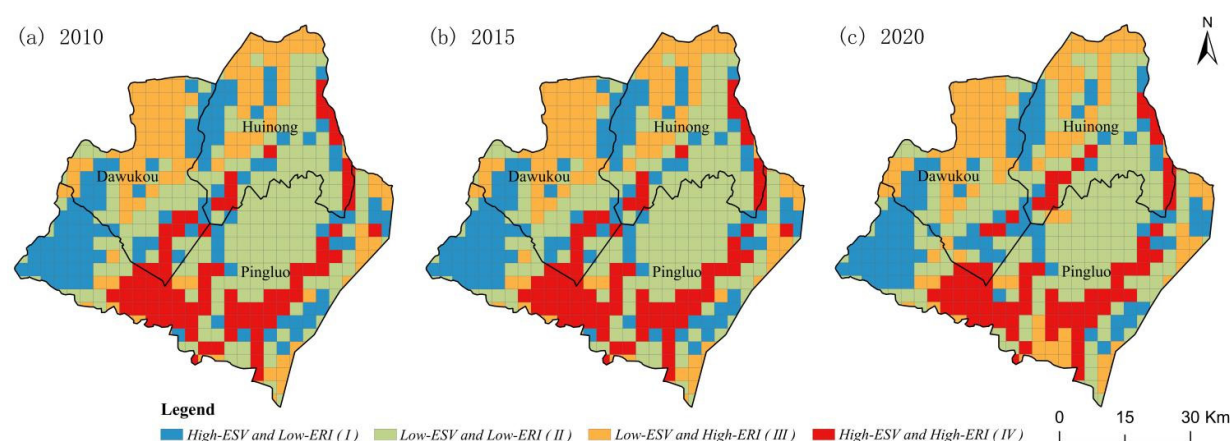 (a) 2010
(b) 2015
(c) 2020
N
Huinong
Huinong
Huinong
Dawukou
Dawukou
Dawukou
Pingluo
Pingluo
Pingluo
Legend
High-ESV and Low-ERI ( I )
Low-ESV and Low-ERI ( II )
Low-ESV and High-ERI ( III )
High-ESV and High-ERI ( IV )
0 15 30 Km